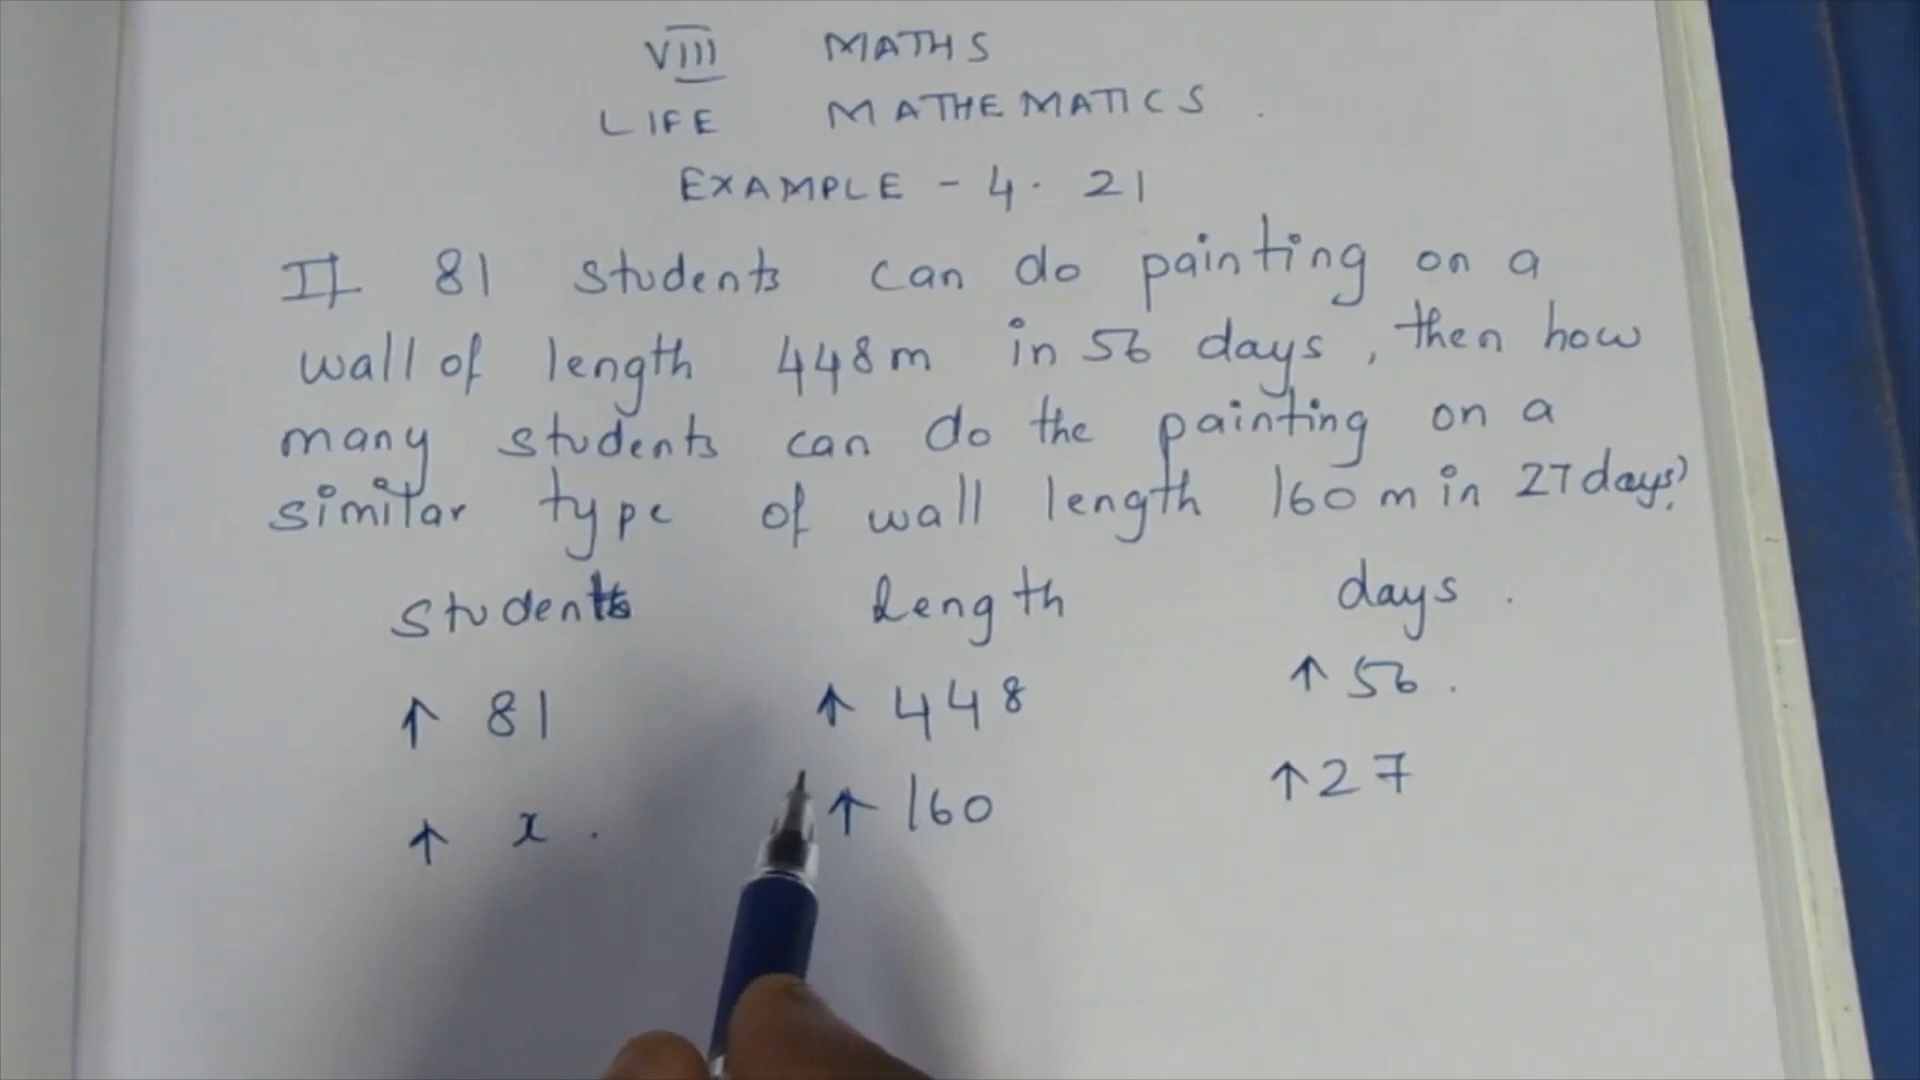 VIII MATHS
LIFE MATHEMATICS.
EXAMPLE - 4.21
If 81 students can do painting on a
wall of length 448m in 56 days, then how
many students can do the painting on a
similar type of wall length 160 m in 27 days?
students length days.
↑ 81 ↑ 448 ↑ 56.
↑ x. ↑ 160 ↑ 27